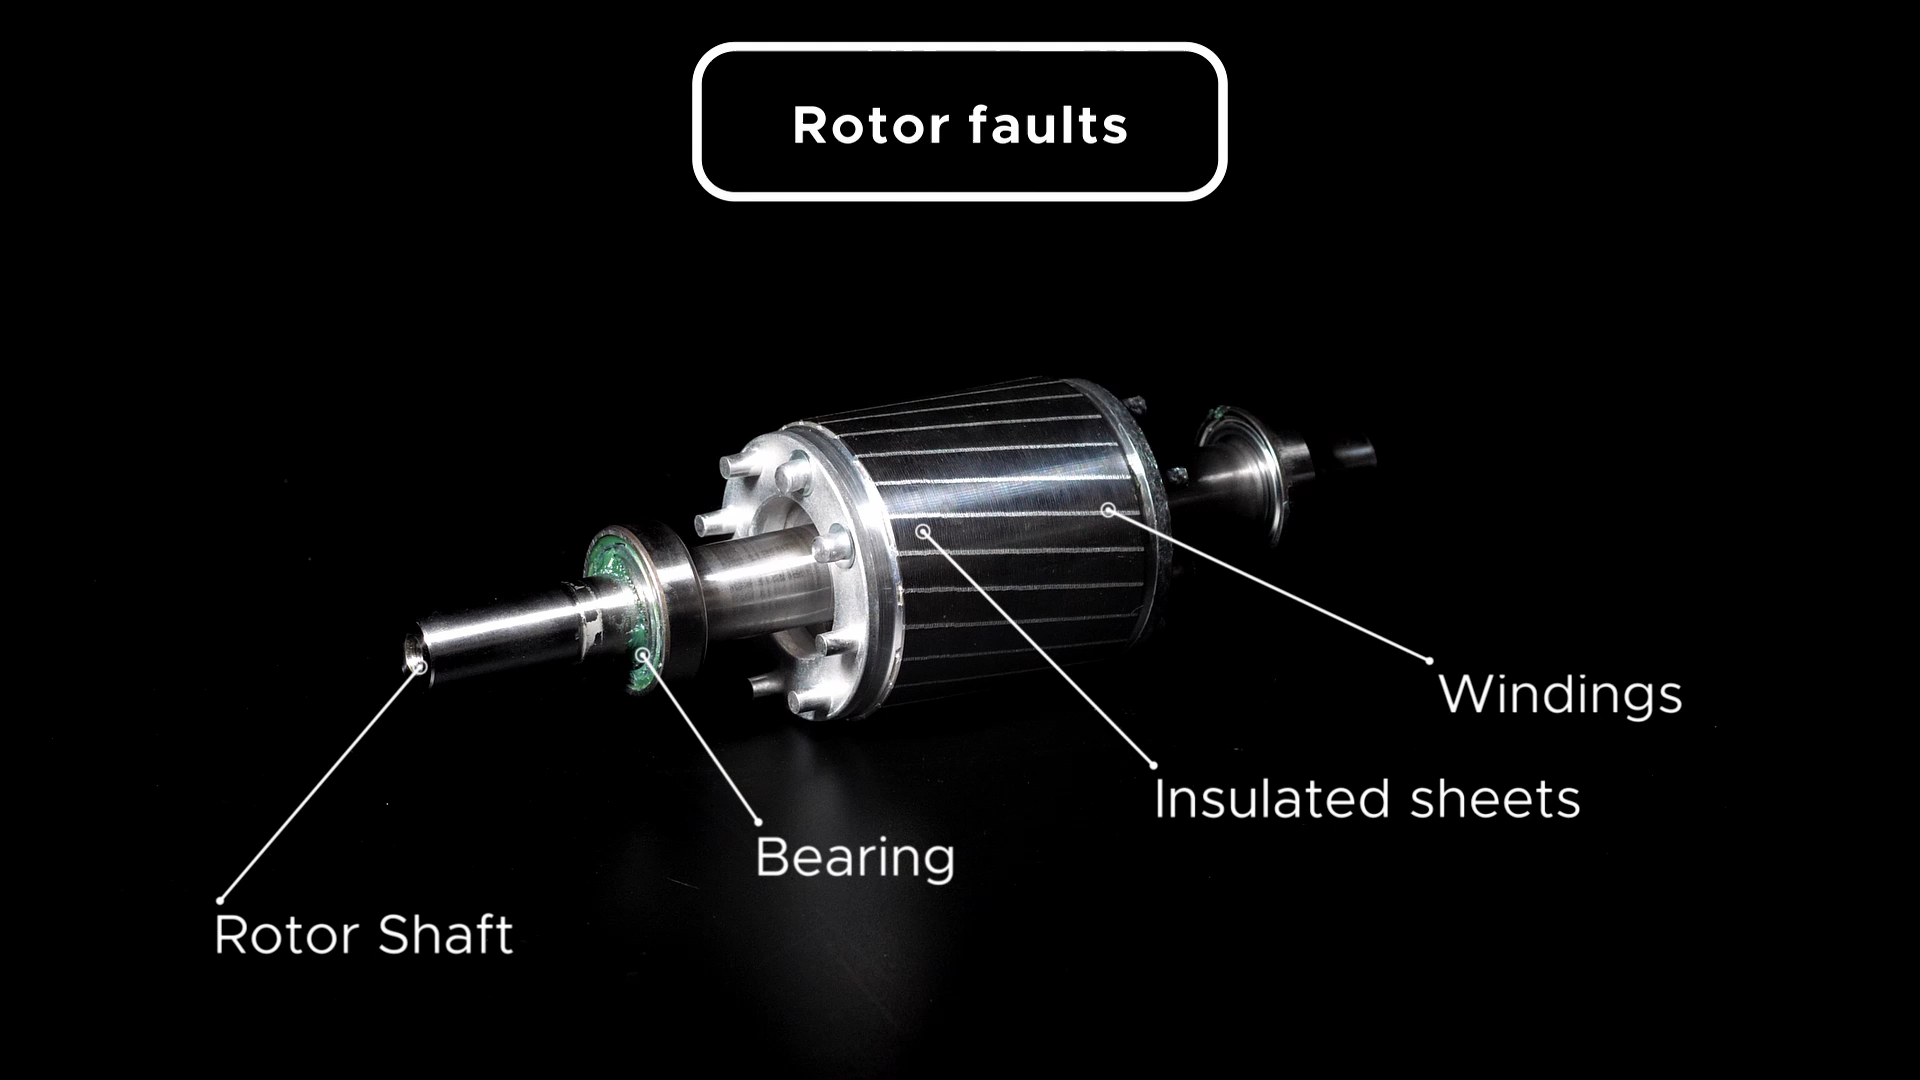 Rotor faults
Windings
Insulated sheets
Bearing
Rotor Shaft